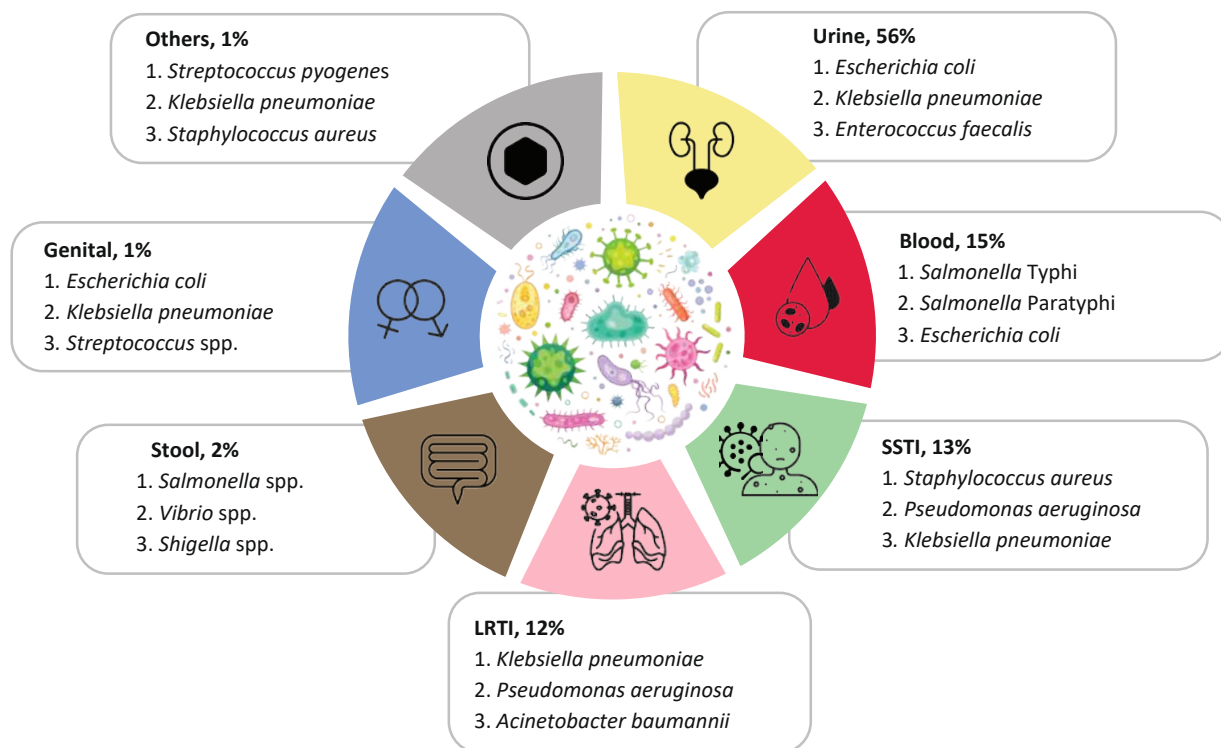 Others, 1%
1. Streptococcus pyogenes
2. Klebsiella pneumoniae
3. Staphylococcus aureus
Urine, 56%
1. Escherichia coli
2. Klebsiella pneumoniae
3. Enterococcus faecalis
Genital, 1%
1. Escherichia coli
2. Klebsiella pneumoniae
3. Streptococcus spp.
Blood, 15%
1. Salmonella Typhi
2. Salmonella Paratyphi
3. Escherichia coli
Stool, 2%
1. Salmonella spp.
2. Vibrio spp.
3. Shigella spp.
SSTI, 13%
1. Staphylococcus aureus
2. Pseudomonas aeruginosa
3. Klebsiella pneumoniae
LRTI, 12%
1. Klebsiella pneumoniae
2. Pseudomonas aeruginosa
3. Acinetobacter baumannii